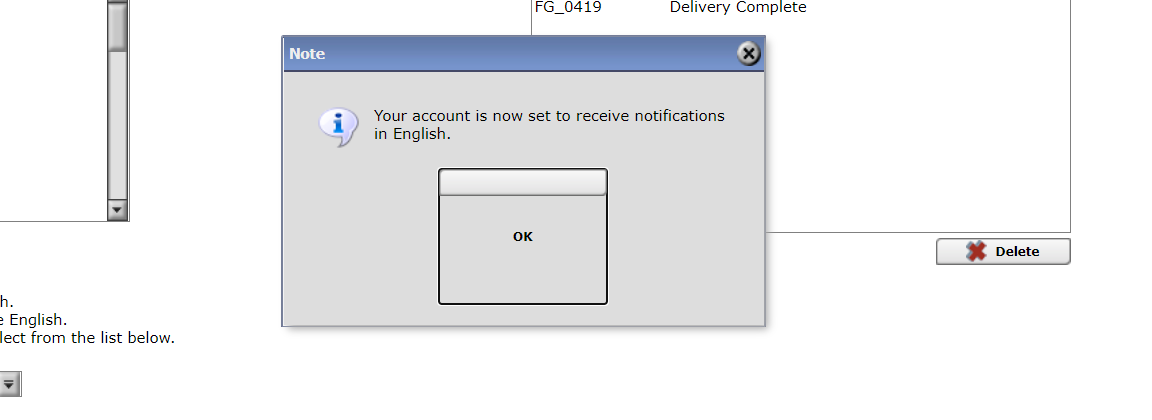 FG_0419 Delivery Complete
Note
Your account is now set to receive notifications
in English.
OK
Delete
h.
e English.
lect from the list below.